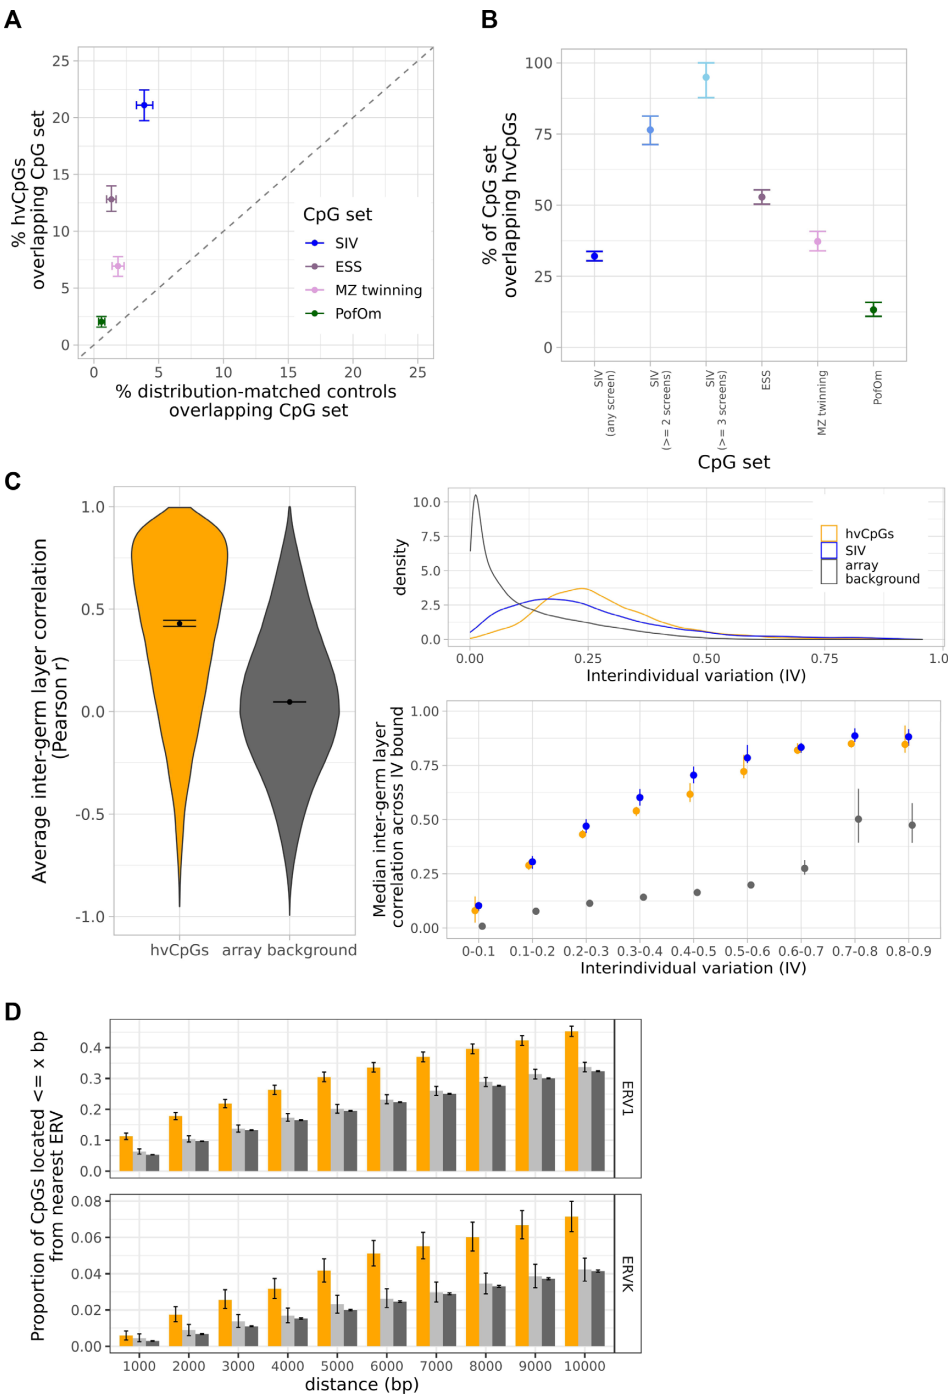 A
% hvCpGs
overlapping CpG set
25
20
15
10
5
0
0
5
10
15
20
25
% distribution-matched controls
overlapping CpG set
CpG set
SIV
ESS
MZ twinning
PofOm
B
% of CpG set
overlapping hvCpGs
100
75
50
25
0
SIV
(any screen)
SIV
(>= 2 screens)
SIV
(>= 3 screens)
ESS
MZ twinning
PofOm
CpG set
C
Average inter-germ layer correlation
(Pearson r)
1.0
0.5
0.0
-0.5
-1.0
hvCpGs
array background
density
10.0
7.5
5.0
2.5
0.0
0.00
0.25
0.50
0.75
1.0
Interindividual variation (IV)
hvCpGs
SIV
array
background
Median inter-germ layer
correlation across IV bound
1.00
0.75
0.50
0.25
0.00
0-0.1
0.1-0.2
0.2-0.3
0.3-0.4
0.4-0.5
0.5-0.6
0.6-0.7
0.7-0.8
0.8-0.9
Interindividual variation (IV)
D
Proportion of CpGs located <= x bp
from nearest ERV
0.4
0.3
0.2
0.1
0.0
ERV1
0.08
0.06
0.04
0.02
0.00
ERVK
1000
2000
3000
4000
5000
6000
7000
8000
9000
10000
distance (bp)